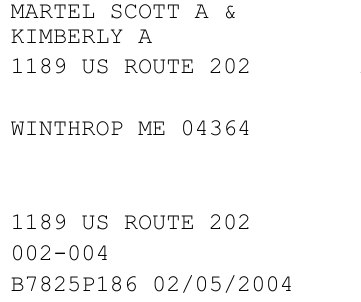 MARTEL SCOTT A &
KIMBERLY A
1189 US ROUTE 202
WINTHROP ME 04364
1189 US ROUTE 202
002-004
B7825P186 02/05/2004